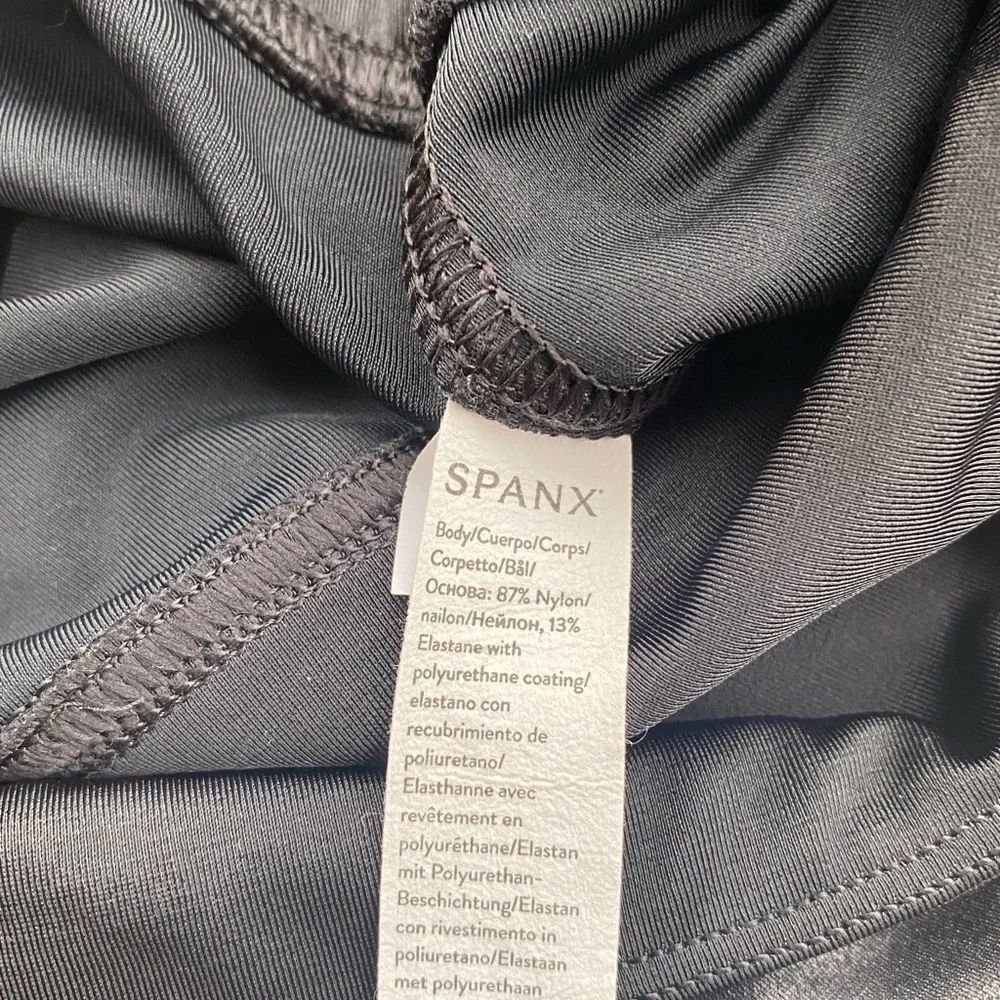 SPANX®
Body/Cuerpo/Corps/
Corpetto/Bål/
Основа: 87% Nylon/
nailon/Нейлон, 13%
Elastane with
polyurethane coating/
elastano con
recubrimiento de
poliuretano/
Elasthanne avec
revêtement en
polyuréthane/Elastan
mit Polyurethan-
Beschichtung/Elastan
con rivestimento in
poliuretano/Elastaan
met polyurethaan